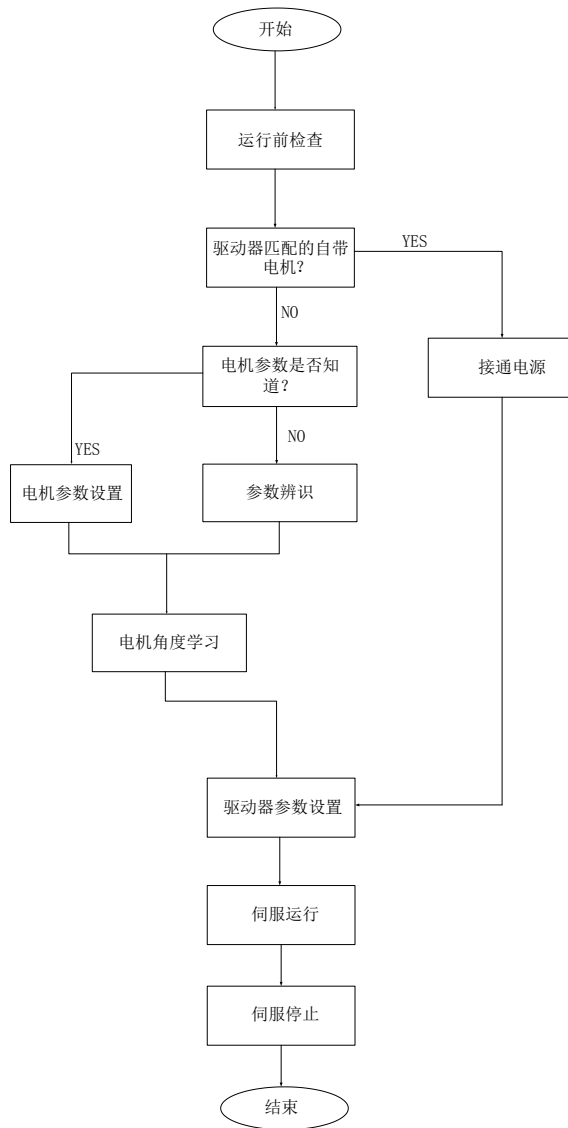 开始
运行前检查
驱动器匹配的自带
电机？
YES
NO
电机参数是否知
道？
接通电源
YES
NO
电机参数设置
参数辨识
电机角度学习
驱动器参数设置
伺服运行
伺服停止
结束